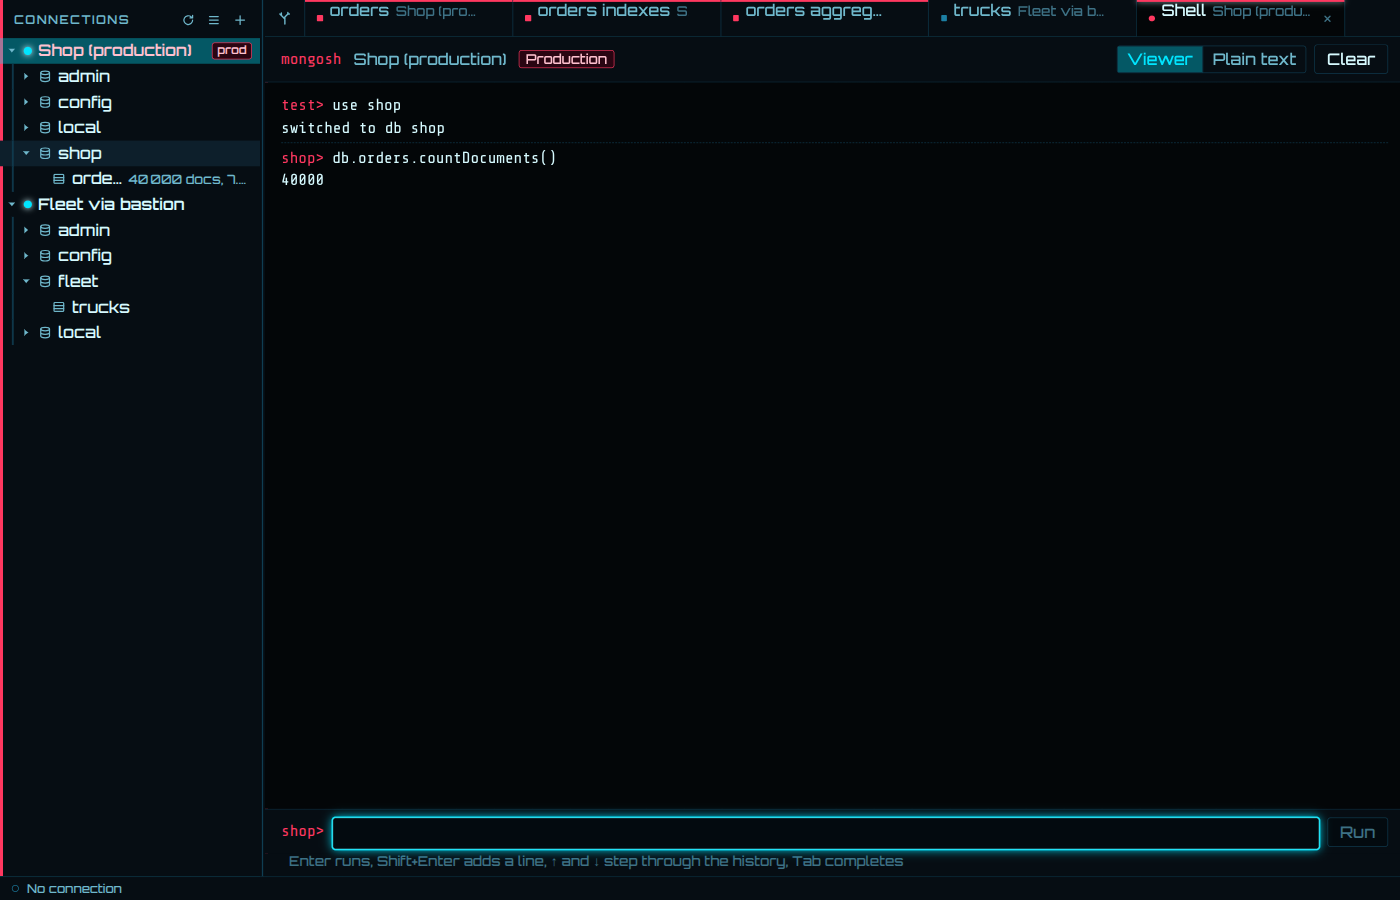 CONNECTIONS
Shop (production) prod
admin
config
local
shop
orde... 40 000 docs, 7....
Fleet via bastion
admin
config
fleet
trucks
local
orders Shop (pro...
orders indexes S
orders aggreg...
trucks Fleet via b...
Shell Shop (produ... ×
mongosh Shop (production) Production
Viewer Plain text Clear
test> use shop
switched to db shop
shop> db.orders.countDocuments()
40000
shop>
Run
Enter runs, Shift+Enter adds a line, ↑ and ↓ step through the history, Tab completes
No connection